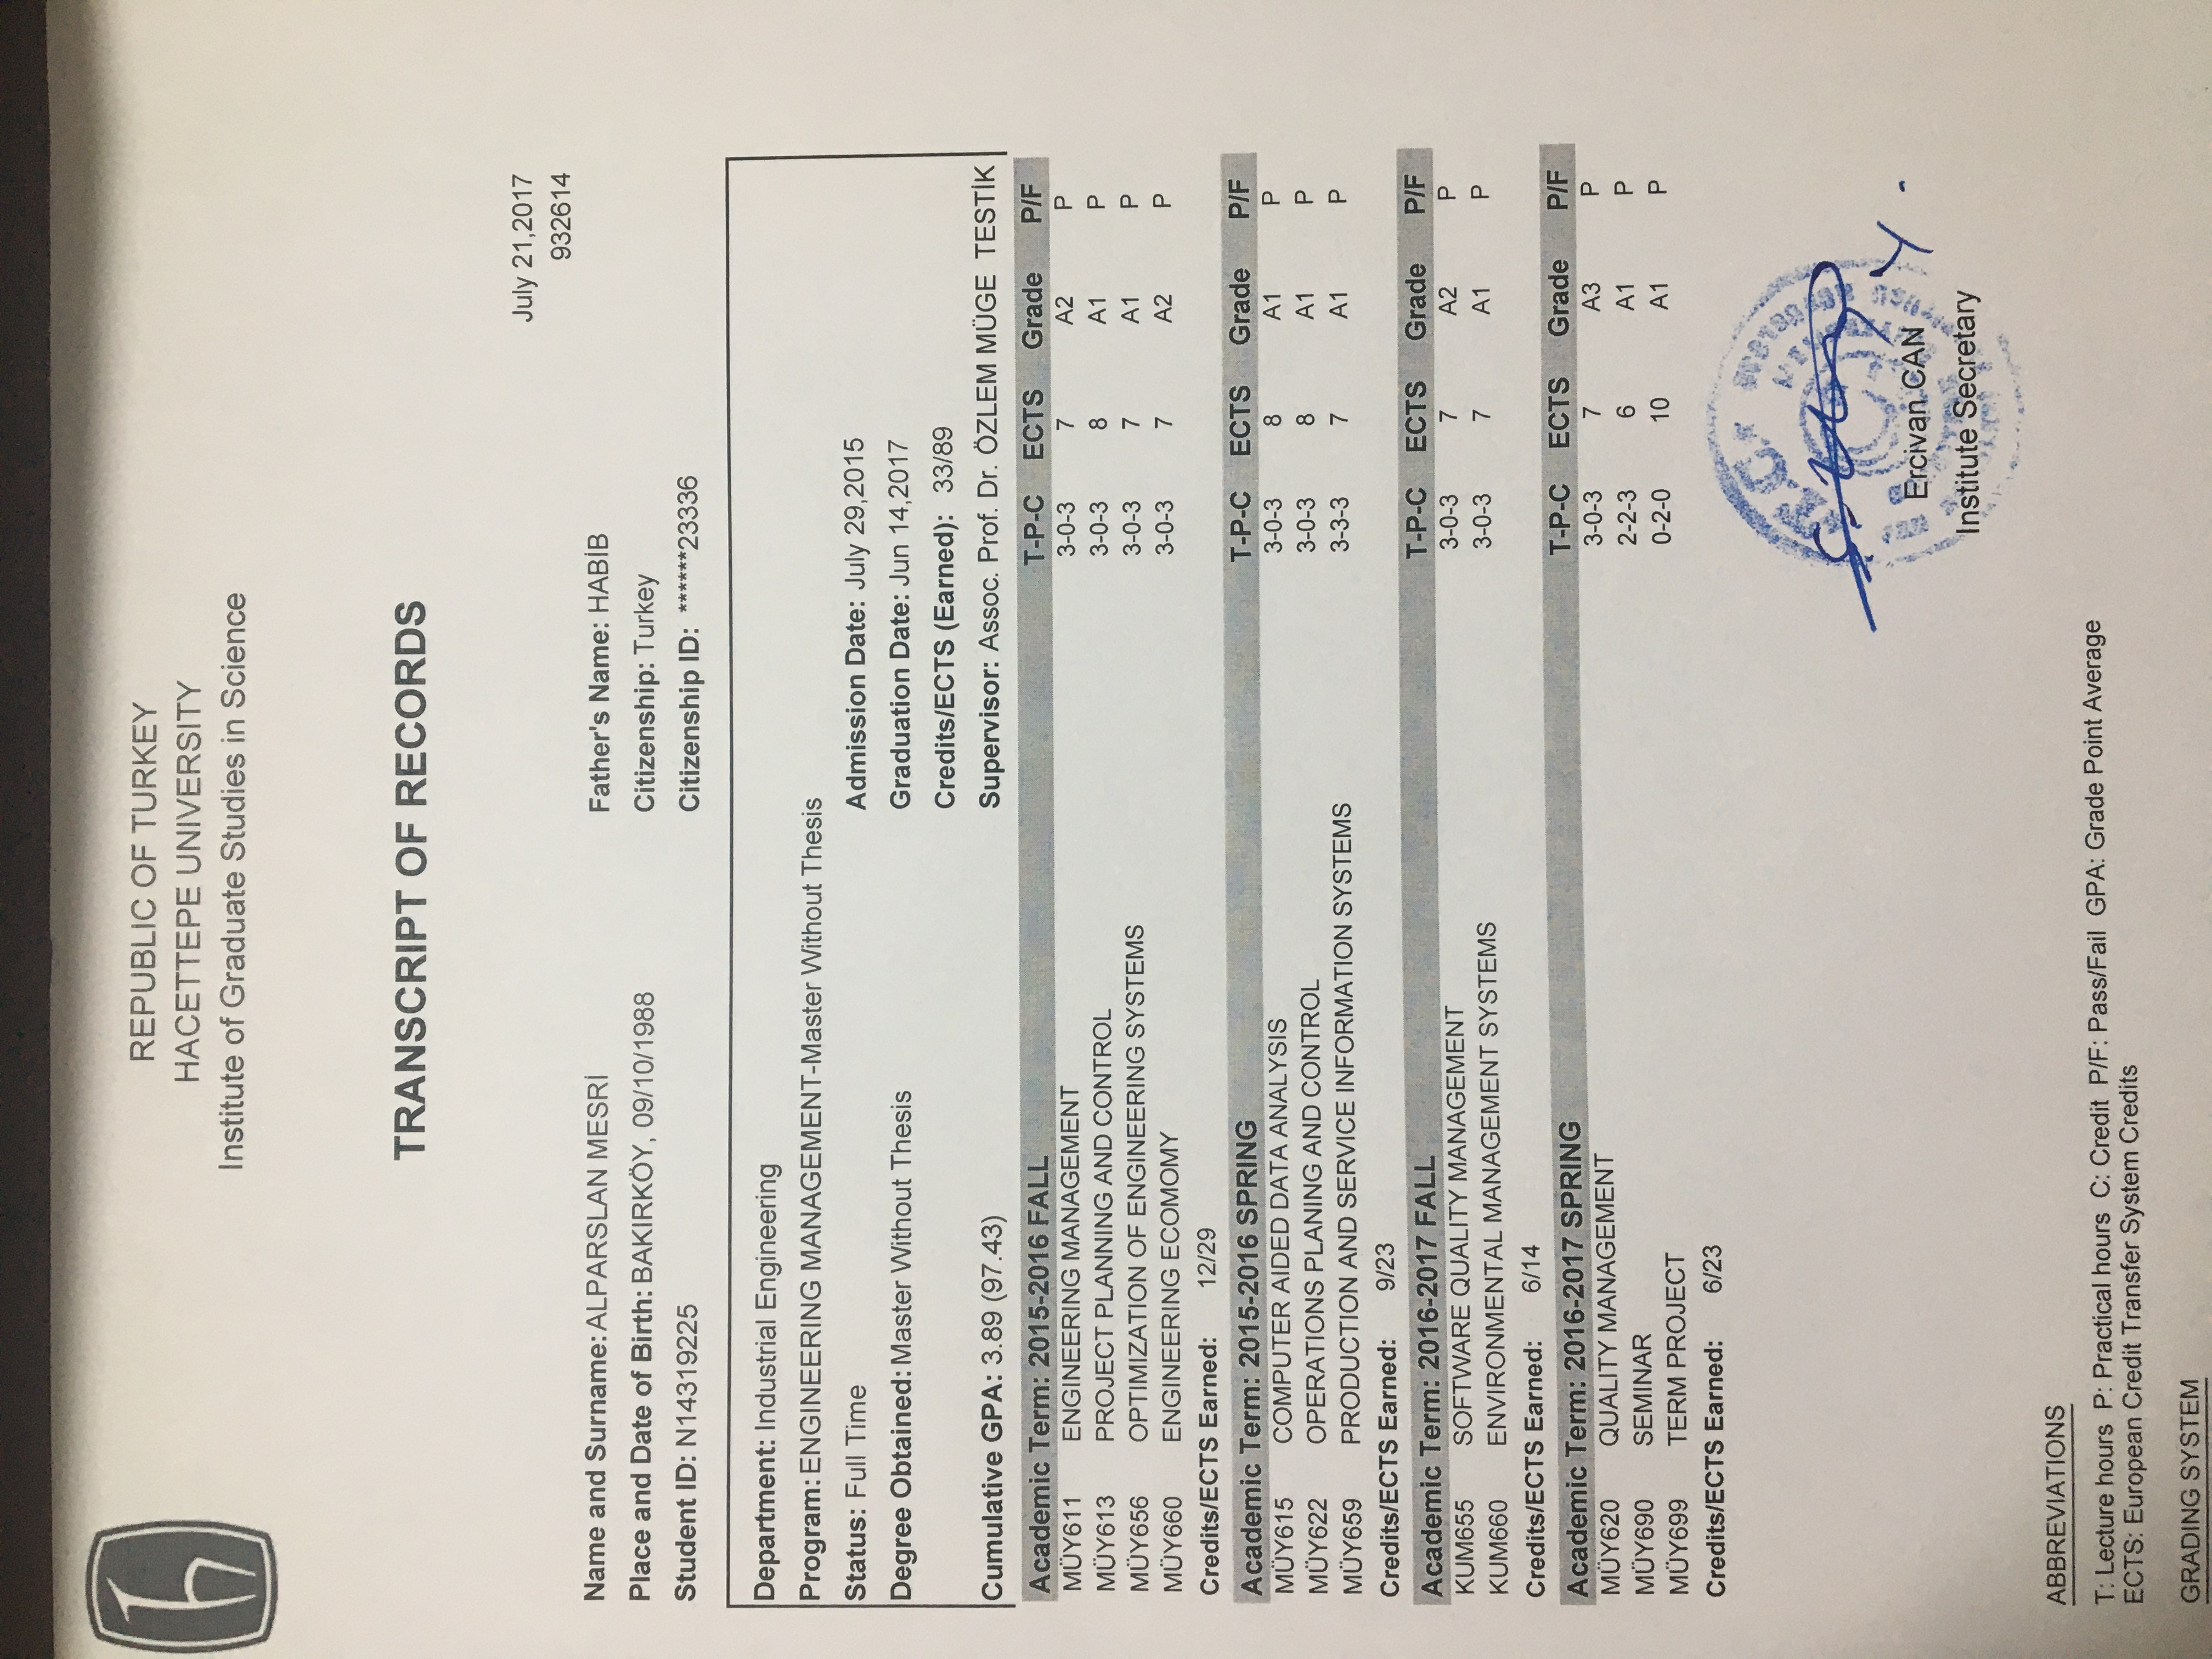 REPUBLIC OF TURKEY
HACETTEPE UNIVERSITY
Institute of Graduate Studies in Science
TRANSCRIPT OF RECORDS
July 21,2017
932614
Name and Surname: ALPARSLAN MESRİ Father's Name: HABİB
Place and Date of Birth: BAKIRKÖY, 09/10/1988 Citizenship: Turkey
Student ID: N14319225 Citizenship ID: ******23336
Department: Industrial Engineering
Program: ENGINEERING MANAGEMENT-Master Without Thesis
Status: Full Time Admission Date: July 29,2015
Degree Obtained: Master Without Thesis Graduation Date: Jun 14,2017
Credits/ECTS (Earned): 33/89
Cumulative GPA: 3.89 (97.43) Supervisor: Assoc. Prof. Dr. ÖZLEM MÜGE TESTİK
Academic Term: 2015-2016 FALL T-P-C ECTS Grade P/F
MÜY611 ENGINEERING MANAGEMENT 3-0-3 7 A2 P
MÜY613 PROJECT PLANNING AND CONTROL 3-0-3 8 A1 P
MÜY656 OPTIMIZATION OF ENGINEERING SYSTEMS 3-0-3 7 A1 P
MÜY660 ENGINEERING ECOMOMY 3-0-3 7 A2 P
Credits/ECTS Earned: 12/29
Academic Term: 2015-2016 SPRING T-P-C ECTS Grade P/F
MÜY615 COMPUTER AIDED DATA ANALYSIS 3-0-3 8 A1 P
MÜY622 OPERATIONS PLANING AND CONTROL 3-0-3 8 A1 P
MÜY659 PRODUCTION AND SERVICE INFORMATION SYSTEMS 3-3-3 7 A1 P
Credits/ECTS Earned: 9/23
Academic Term: 2016-2017 FALL T-P-C ECTS Grade P/F
KUM655 SOFTWARE QUALITY MANAGEMENT 3-0-3 7 A2 P
KUM660 ENVIRONMENTAL MANAGEMENT SYSTEMS 3-0-3 7 A1 P
Credits/ECTS Earned: 6/14
Academic Term: 2016-2017 SPRING T-P-C ECTS Grade P/F
MÜY620 QUALITY MANAGEMENT 3-0-3 7 A3 P
MÜY690 SEMINAR 2-2-3 6 A1 P
MÜY699 TERM PROJECT 0-2-0 10 A1 P
Credits/ECTS Earned: 6/23
T.C.
Ercivan CAN
Institute Secretary
ABBREVIATIONS
T: Lecture hours P: Practical hours C: Credit P/F: Pass/Fail GPA: Grade Point Average
ECTS: European Credit Transfer System Credits
GRADING SYSTEM